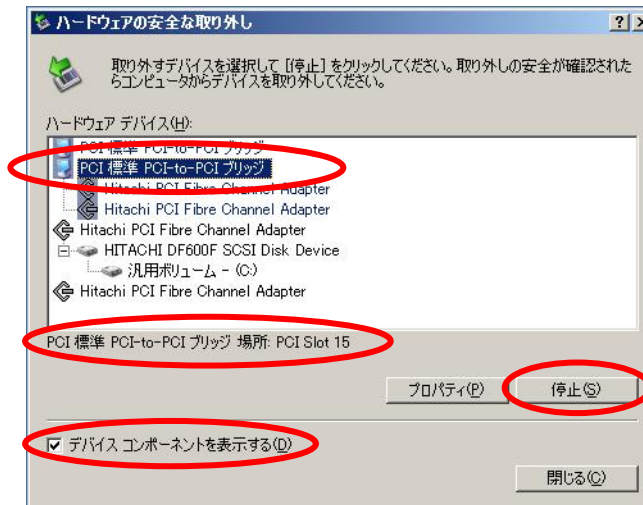 ハードウェアの安全な取り外し
取り外すデバイスを選択して [停止] をクリックしてください。取り外しの安全が確認された
らコンピュータからデバイスを取り外してください。
ハードウェア デバイス(H):
PCI 標準 PCI-to-PCI ブリッジ
PCI 標準 PCI-to-PCI ブリッジ
Hitachi PCI Fibre Channel Adapter
Hitachi PCI Fibre Channel Adapter
Hitachi PCI Fibre Channel Adapter
HITACHI DF600F SCSI Disk Device
汎用ボリューム - (C:)
Hitachi PCI Fibre Channel Adapter
PCI 標準 PCI-to-PCI ブリッジ 場所: PCI Slot 15
プロパティ(P) 停止(S)
デバイス コンポーネントを表示する(D)
閉じる(C)